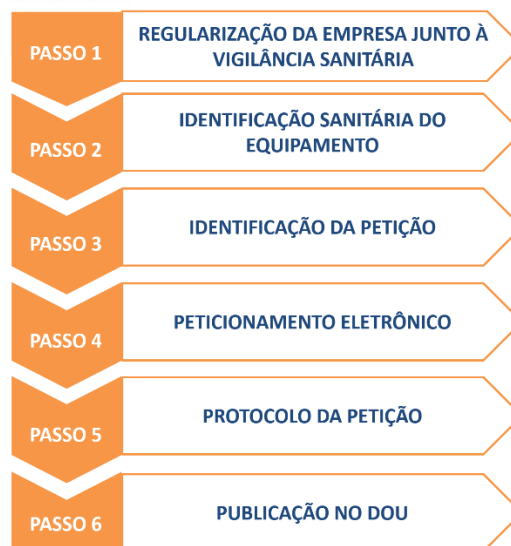 PASSO 1
REGULARIZAÇÃO DA EMPRESA JUNTO À
VIGILÂNCIA SANITÁRIA
PASSO 2
IDENTIFICAÇÃO SANITÁRIA DO
EQUIPAMENTO
PASSO 3
IDENTIFICAÇÃO DA PETIÇÃO
PASSO 4
PETICIONAMENTO ELETRÔNICO
PASSO 5
PROTOCOLO DA PETIÇÃO
PASSO 6
PUBLICAÇÃO NO DOU